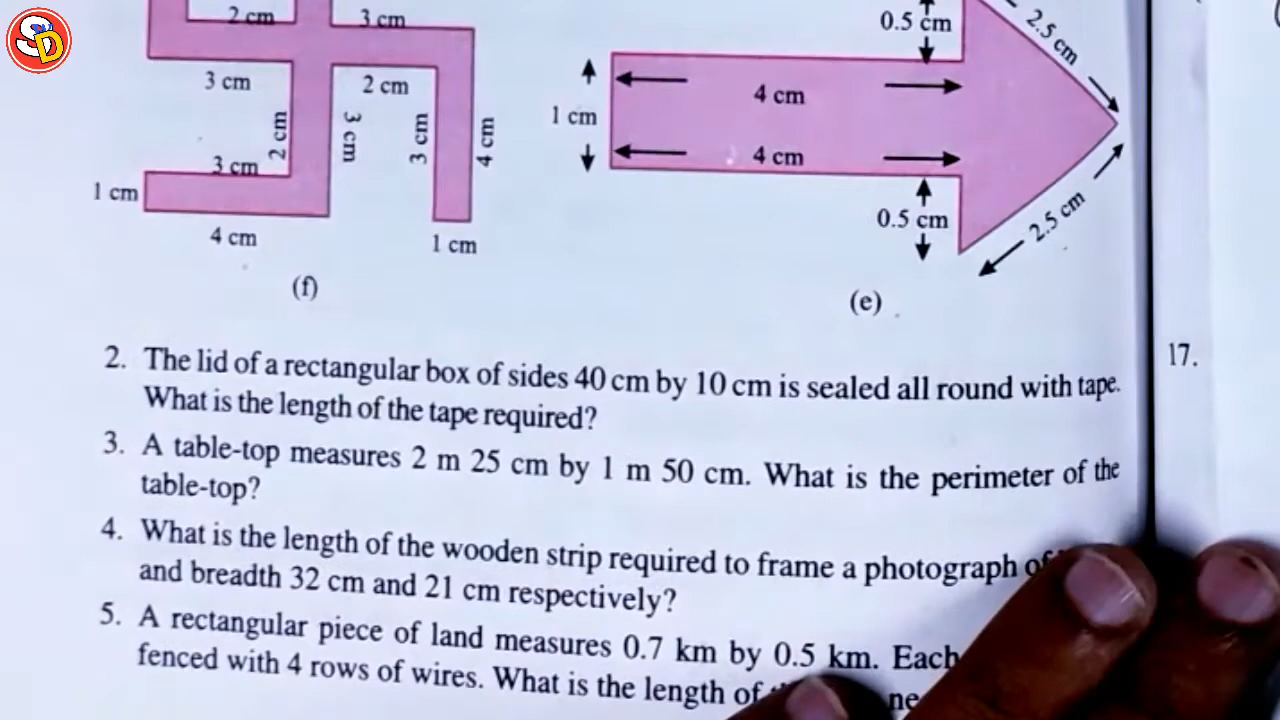 SD
2 cm
3 cm
3 cm
2 cm
2 cm
3 cm
3 cm
4 cm
3 cm
1 cm
4 cm
1 cm
(f)
0.5 cm
2.5 cm
1 cm
4 cm
4 cm
0.5 cm
2.5 cm
(e)
2. The lid of a rectangular box of sides 40 cm by 10 cm is sealed all round with tape.
What is the length of the tape required?
3. A table-top measures 2 m 25 cm by 1 m 50 cm. What is the perimeter of the
table-top?
4. What is the length of the wooden strip required to frame a photograph of
and breadth 32 cm and 21 cm respectively?
5. A rectangular piece of land measures 0.7 km by 0.5 km. Each
fenced with 4 rows of wires. What is the length of
17.